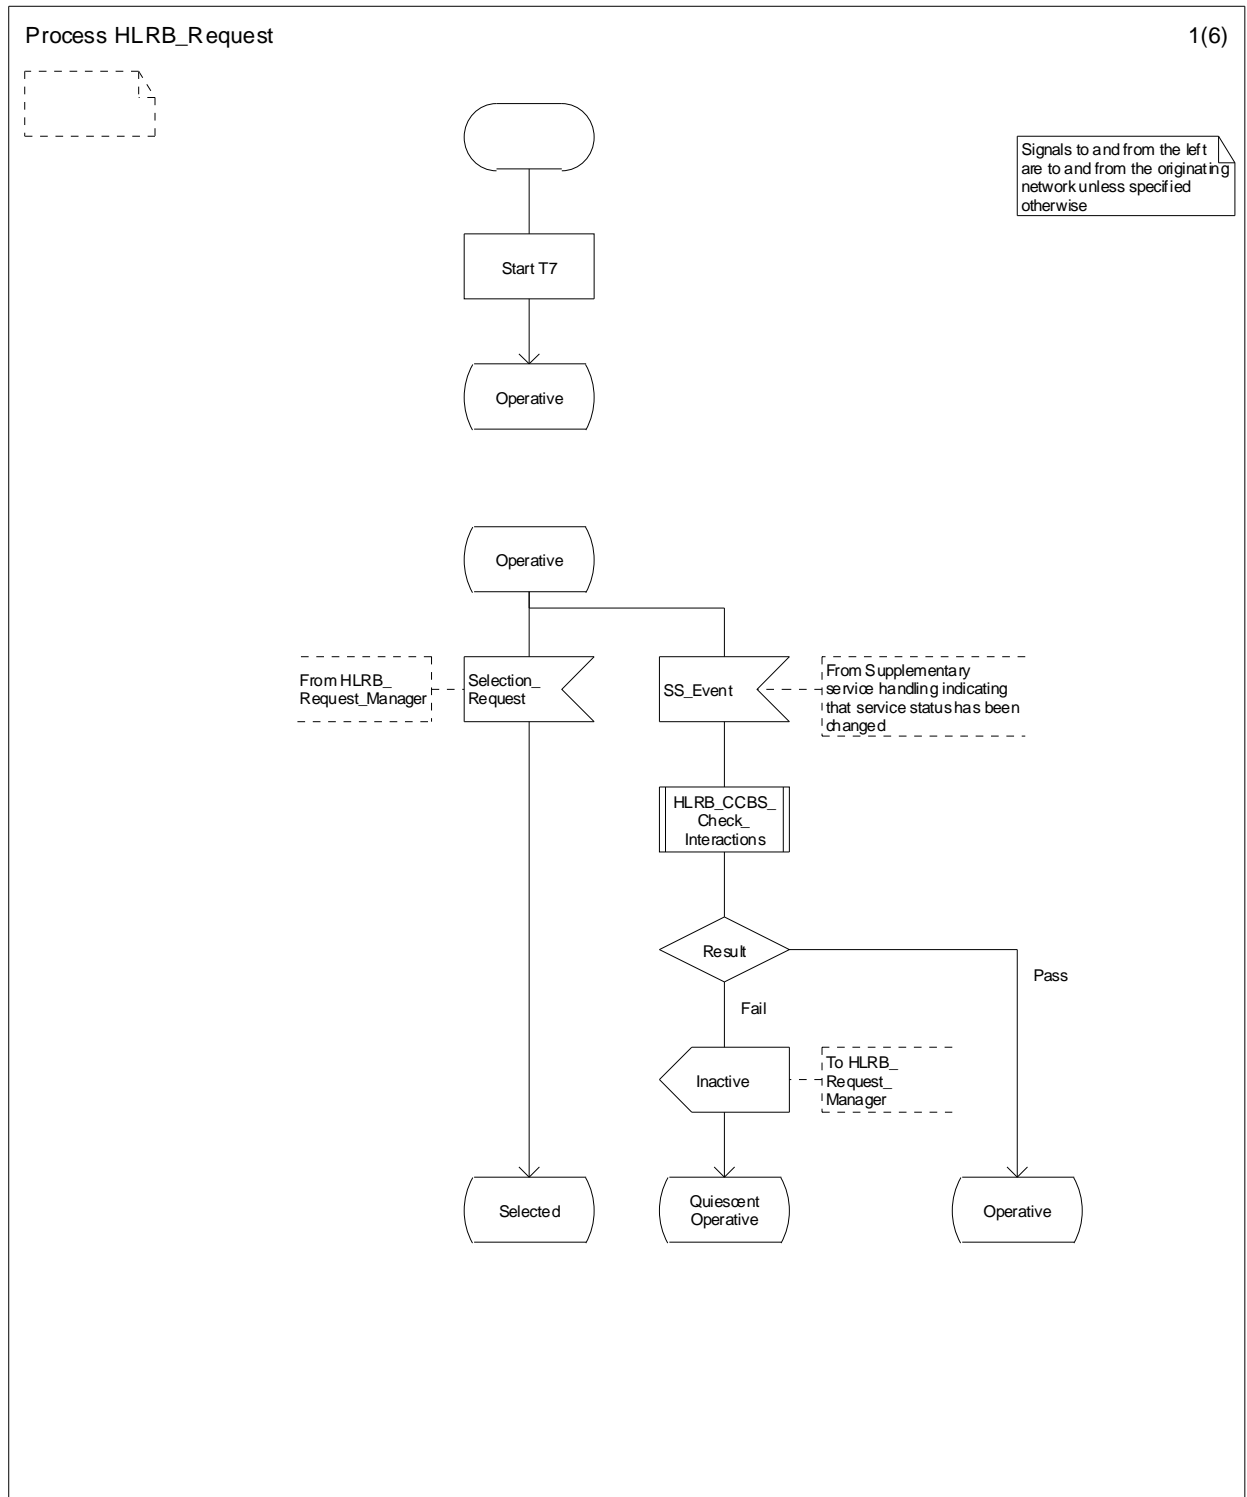 Process HLRB_Request
1(6)
Signals to and from the left
are to and from the originating
network unless specified
otherwise
Start T7
Operative
Operative
From HLRB_
Request_Manager
Selection_
Request
SS_Event
From Supplementary
service handling indicating
that service status has been
changed
HLRB_CCBS_
Check_
Interactions
Result
Pass
Fail
Inactive
To HLRB_
Request_
Manager
Selected
Quiescent
Operative
Operative